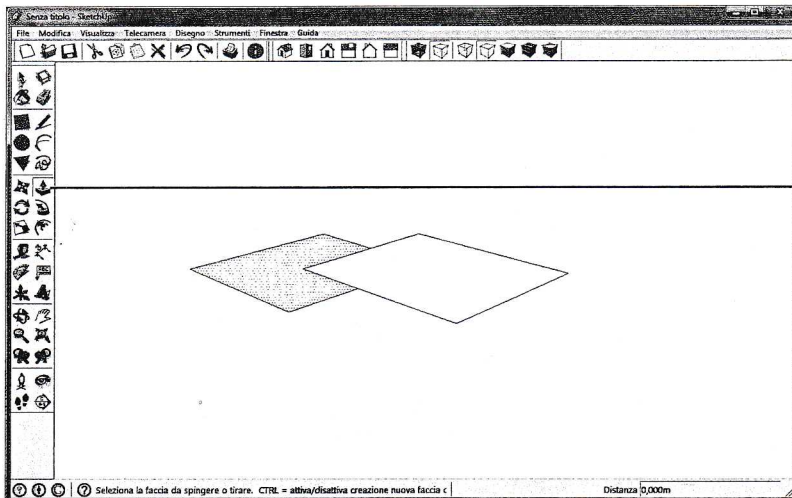 Senza titolo - SketchUp
File Modifica Visualizza Telecamera Disegno Strumenti Finestra Guida
Seleziona la faccia da spingere o tirare. CTRL = attiva/disattiva creazione nuova faccia c
Distanza 0,000m